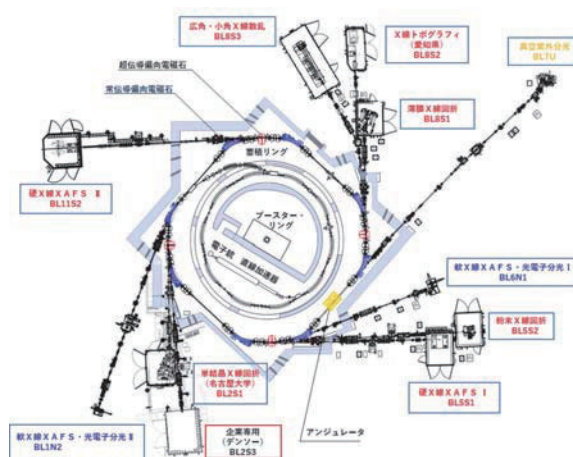 広角・小角X線散乱
BL8S3
X線トポグラフィ
(愛知県)
BL8S2
真空紫外分光
BL7U
超伝導偏向電磁石
常伝導偏向電磁石
薄膜X線回折
BL8S1
蓄積リング
硬X線XAFS Ⅱ
BL11S2
ブースター・
リング
電子銃 直線加速器
軟X線XAFS・光電子分光Ⅰ
BL6N1
粉末X線回折
BL5S2
単結晶X線回折
(名古屋大学)
BL2S1
硬X線XAFS Ⅰ
BL5S1
軟X線XAFS・光電子分光Ⅱ
BL1N2
企業専用
(デンソー)
BL2S3
アンジュレータ